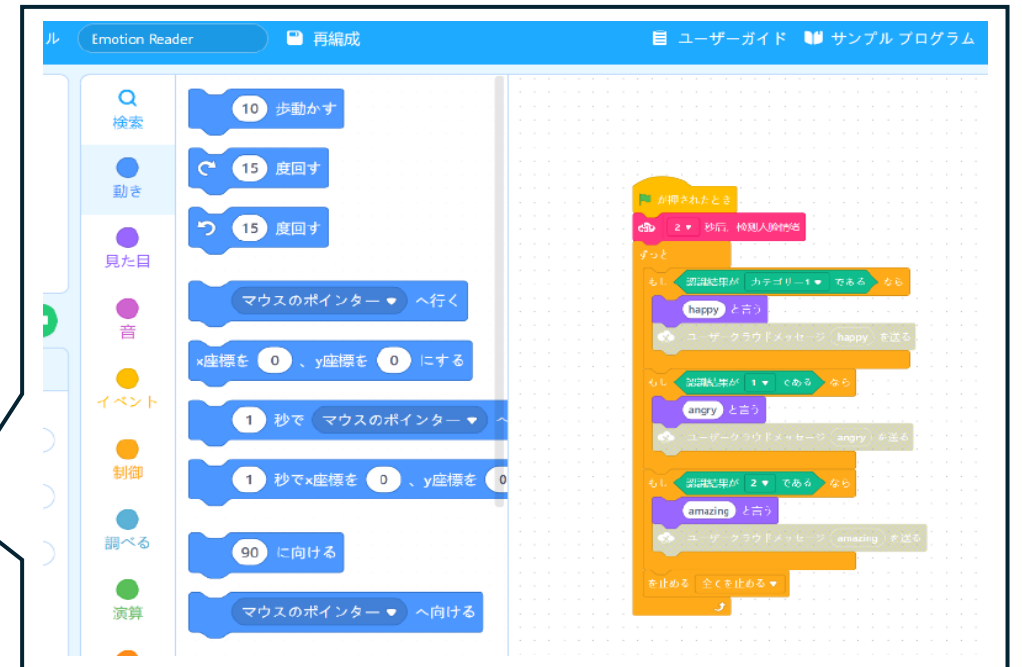 ル
Emotion Reader
再編成
ユーザーガイド
サンプル プログラム
検索
動き
見た目
音
イベント
制御
調べる
演算
10 歩動かす
15 度回す
15 度回す
マウスのポインター へ行く
x座標を 0 、y座標を 0 にする
1 秒で マウスのポインター へ
1 秒でx座標を 0 、y座標を 0
90 に向ける
マウスのポインター へ向ける
が押されたとき
2 秒后，检测人脸情绪
ずっと
もし 認識結果が カテゴリー1 である なら
happy と言う
ユーザークラウドメッセージ happy を送る
もし 認識結果が 1 である なら
angry と言う
ユーザークラウドメッセージ angry を送る
もし 認識結果が 2 である なら
amazing と言う
ユーザークラウドメッセージ amazing を送る
を止める 全てを止める